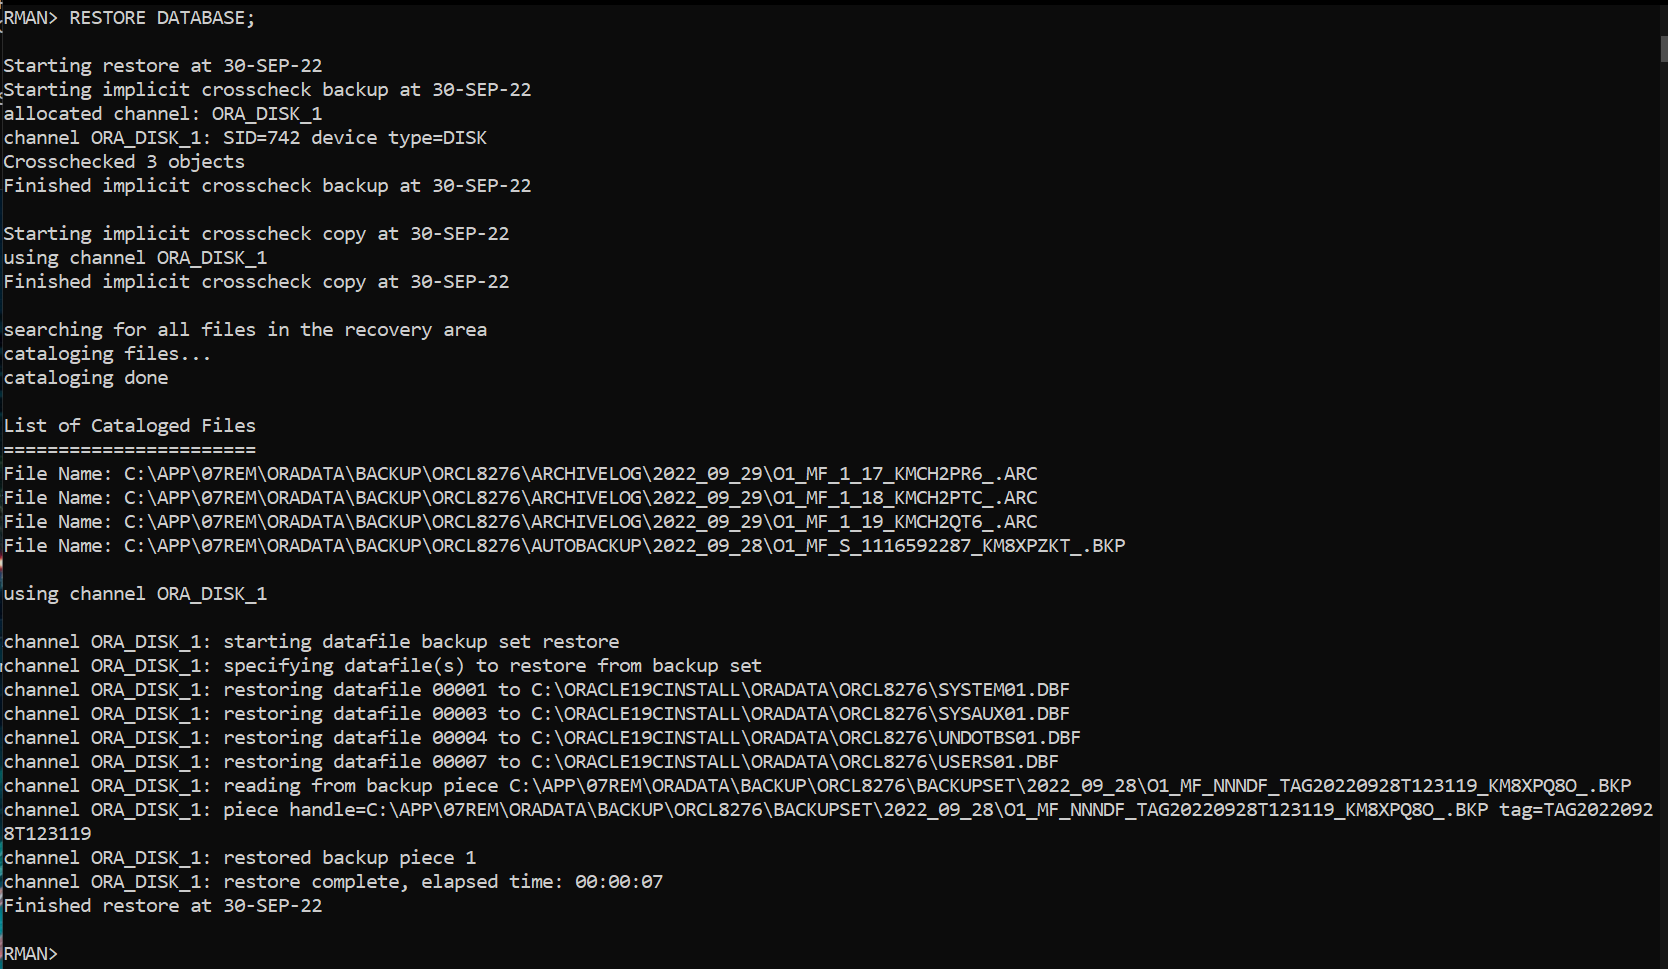 RMAN> RESTORE DATABASE;
Starting restore at 30-SEP-22
Starting implicit crosscheck backup at 30-SEP-22
allocated channel: ORA_DISK_1
channel ORA_DISK_1: SID=742 device type=DISK
Crosschecked 3 objects
Finished implicit crosscheck backup at 30-SEP-22
Starting implicit crosscheck copy at 30-SEP-22
using channel ORA_DISK_1
Finished implicit crosscheck copy at 30-SEP-22
searching for all files in the recovery area
cataloging files...
cataloging done
List of Cataloged Files
=======================
File Name: C:\APP\07REM\ORADATA\BACKUP\ORCL8276\ARCHIVELOG\2022_09_29\O1_MF_1_17_KMCH2PR6_.ARC
File Name: C:\APP\07REM\ORADATA\BACKUP\ORCL8276\ARCHIVELOG\2022_09_29\O1_MF_1_18_KMCH2PTC_.ARC
File Name: C:\APP\07REM\ORADATA\BACKUP\ORCL8276\ARCHIVELOG\2022_09_29\O1_MF_1_19_KMCH2QT6_.ARC
File Name: C:\APP\07REM\ORADATA\BACKUP\ORCL8276\AUTOBACKUP\2022_09_28\O1_MF_S_1116592287_KM8XPZKT_.BKP
using channel ORA_DISK_1
channel ORA_DISK_1: starting datafile backup set restore
channel ORA_DISK_1: specifying datafile(s) to restore from backup set
channel ORA_DISK_1: restoring datafile 00001 to C:\ORACLE19CINSTALL\ORADATA\ORCL8276\SYSTEM01.DBF
channel ORA_DISK_1: restoring datafile 00003 to C:\ORACLE19CINSTALL\ORADATA\ORCL8276\SYSAUX01.DBF
channel ORA_DISK_1: restoring datafile 00004 to C:\ORACLE19CINSTALL\ORADATA\ORCL8276\UNDOTBS01.DBF
channel ORA_DISK_1: restoring datafile 00007 to C:\ORACLE19CINSTALL\ORADATA\ORCL8276\USERS01.DBF
channel ORA_DISK_1: reading from backup piece C:\APP\07REM\ORADATA\BACKUP\ORCL8276\BACKUPSET\2022_09_28\O1_MF_NNNDF_TAG20220928T123119_KM8XPQ8O_.BKP
channel ORA_DISK_1: piece handle=C:\APP\07REM\ORADATA\BACKUP\ORCL8276\BACKUPSET\2022_09_28\O1_MF_NNNDF_TAG20220928T123119_KM8XPQ8O_.BKP tag=TAG2022092
8T123119
channel ORA_DISK_1: restored backup piece 1
channel ORA_DISK_1: restore complete, elapsed time: 00:00:07
Finished restore at 30-SEP-22
RMAN>